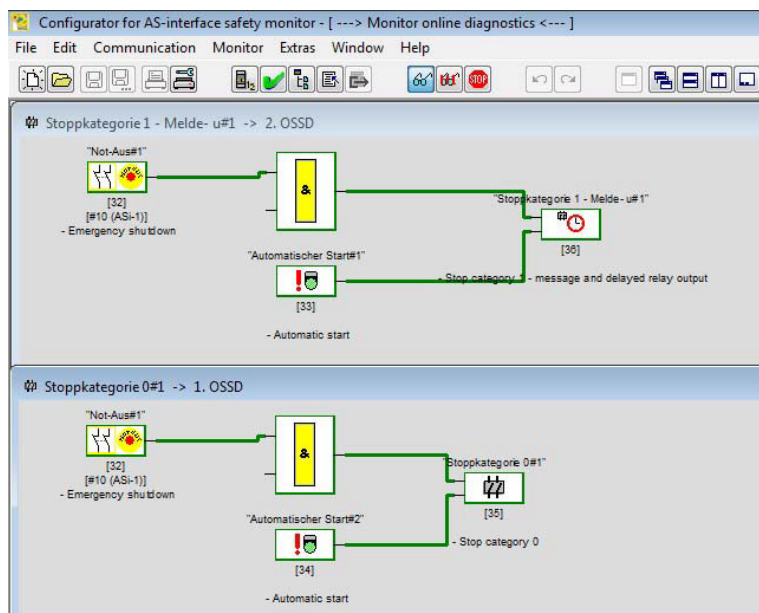 Configurator for AS-interface safety monitor - [ ---> Monitor online diagnostics <--- ]
File Edit Communication Monitor Extras Window Help
Stoppkategorie 1 - Melde- u#1 -> 2. OSSD
"Not-Aus#1"
[32]
[#10 (ASi-1)]
- Emergency shutdown
&
"Stoppkategorie 1 - Melde- u#1"
[36]
- Stop category 1 - message and delayed relay output
"Automatischer Start#1"
[33]
- Automatic start
Stoppkategorie 0#1 -> 1. OSSD
"Not-Aus#1"
[32]
[#10 (ASi-1)]
- Emergency shutdown
&
"Stoppkategorie 0#1"
[35]
- Stop category 0
"Automatischer Start#2"
[34]
- Automatic start